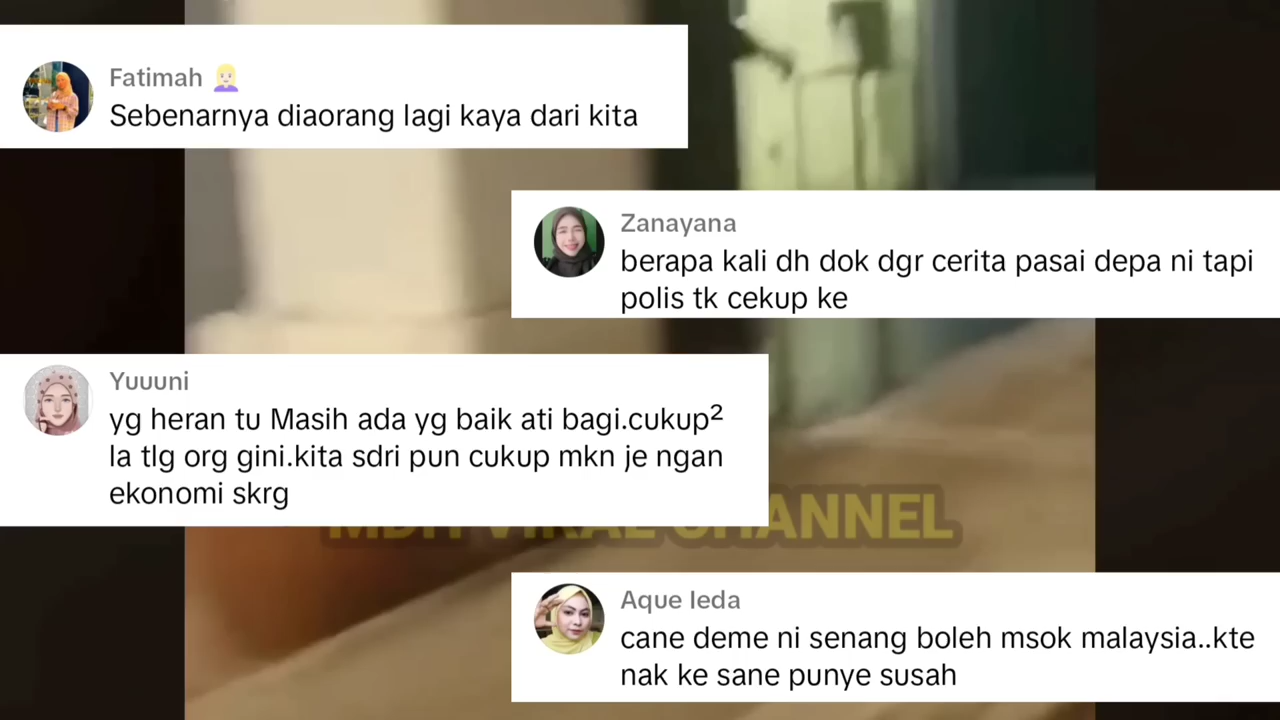 Fatimah 👱🏻‍♀️
Sebenarnya diaorang lagi kaya dari kita
Zanayana
berapa kali dh dok dgr cerita pasai depa ni tapi
polis tk cekup ke
Yuuuni
yg heran tu Masih ada yg baik ati bagi.cukup²
la tlg org gini.kita sdri pun cukup mkn je ngan
ekonomi skrg
MDH VIRAL CHANNEL
Aque Ieda
cane deme ni senang boleh msok malaysia..kte
nak ke sane punye susah